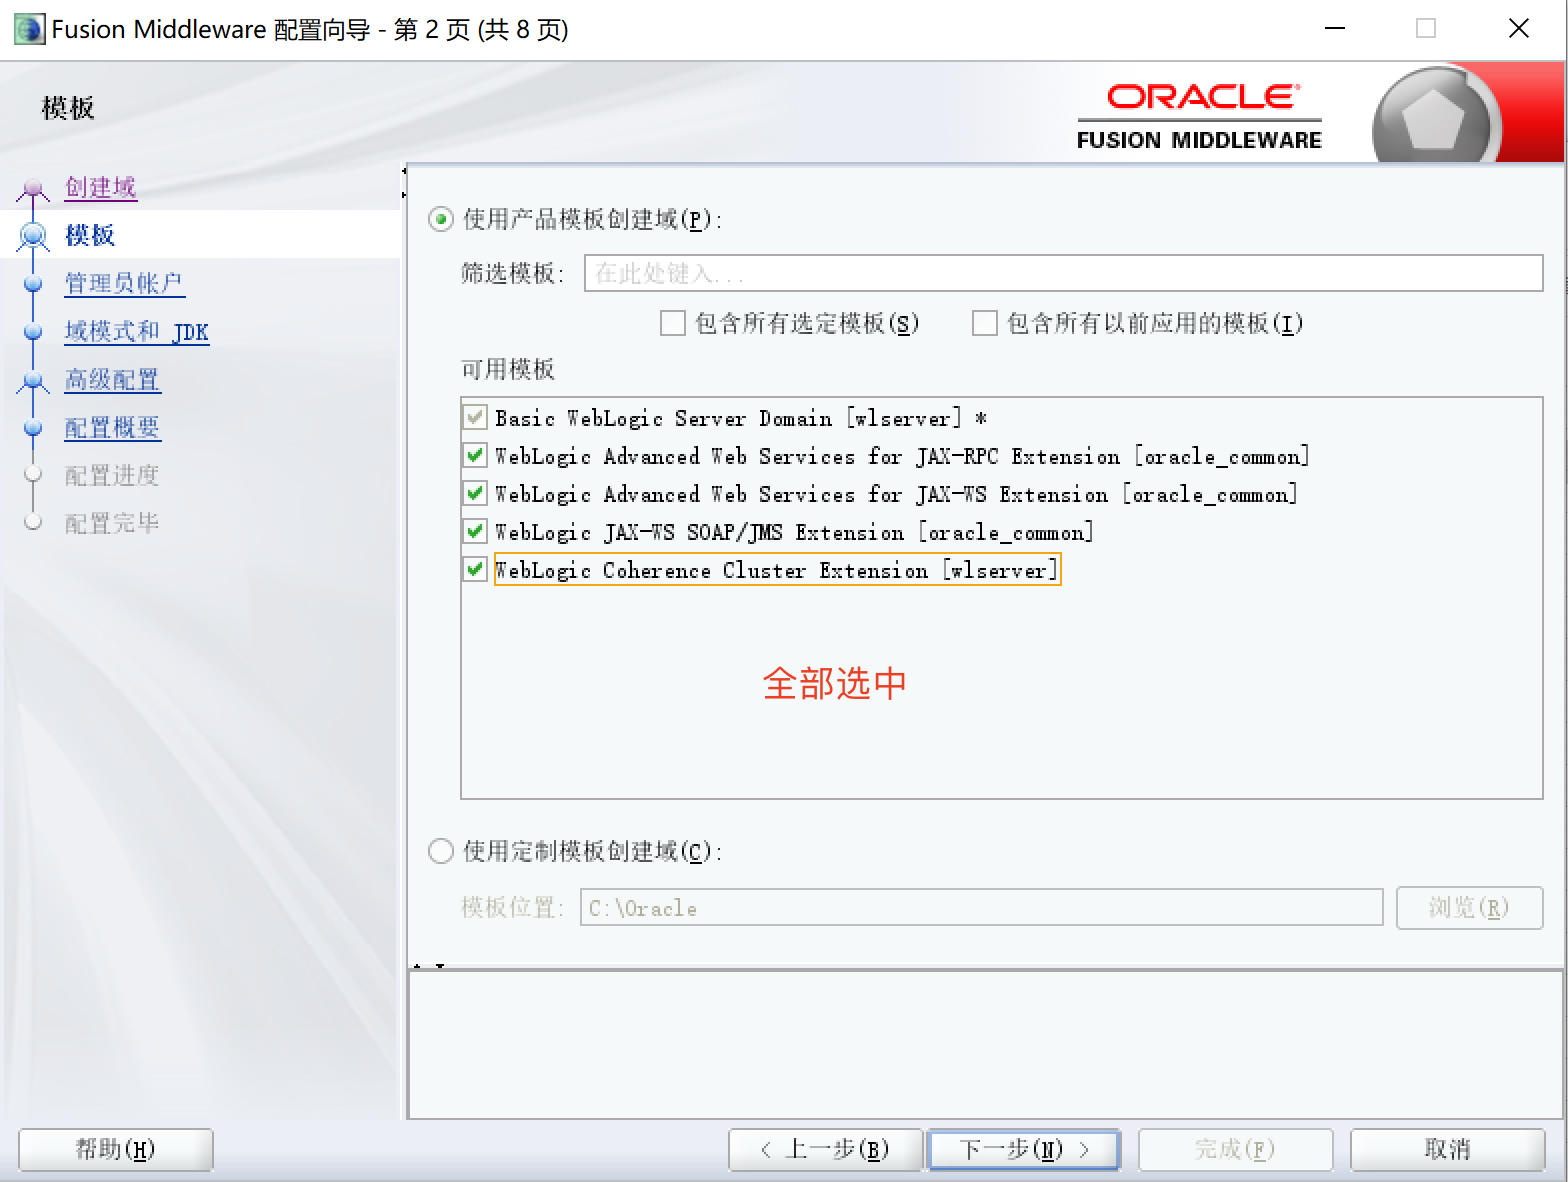 Fusion Middleware 配置向导 - 第 2 页 (共 8 页)
模板
ORACLE
FUSION MIDDLEWARE
创建域
模板
管理员帐户
域模式和 JDK
高级配置
配置概要
配置进度
配置完毕
使用产品模板创建域(P):
筛选模板: 在此处键入...
包含所有选定模板(S) 包含所有以前应用的模板(I)
可用模板
Basic WebLogic Server Domain [wlserver] *
WebLogic Advanced Web Services for JAX-RPC Extension [oracle_common]
WebLogic Advanced Web Services for JAX-WS Extension [oracle_common]
WebLogic JAX-WS SOAP/JMS Extension [oracle_common]
WebLogic Coherence Cluster Extension [wlserver]
全部选中
使用定制模板创建域(C):
模板位置: C:\Oracle 浏览(R)
帮助(H) < 上一步(B) 下一步(N) > 完成(F) 取消